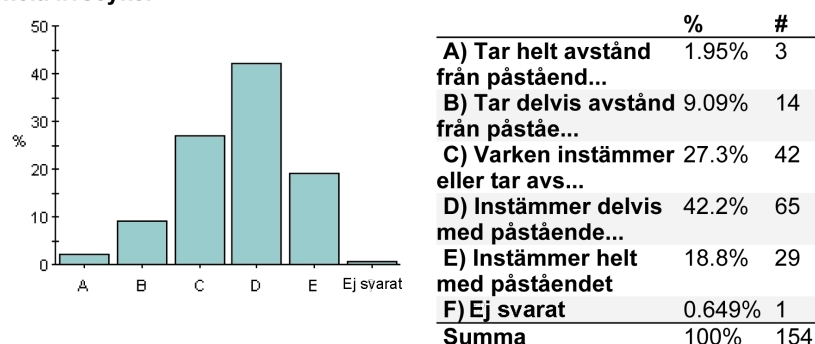 50
40
30
%
20
10
0
A B C D E Ej svarat
% #
A) Tar helt avstånd 1.95% 3
från påståend...
B) Tar delvis avstånd 9.09% 14
från påståe...
C) Varken instämmer 27.3% 42
eller tar avs...
D) Instämmer delvis 42.2% 65
med påstående...
E) Instämmer helt 18.8% 29
med påståendet
F) Ej svarat 0.649% 1
Summa 100% 154